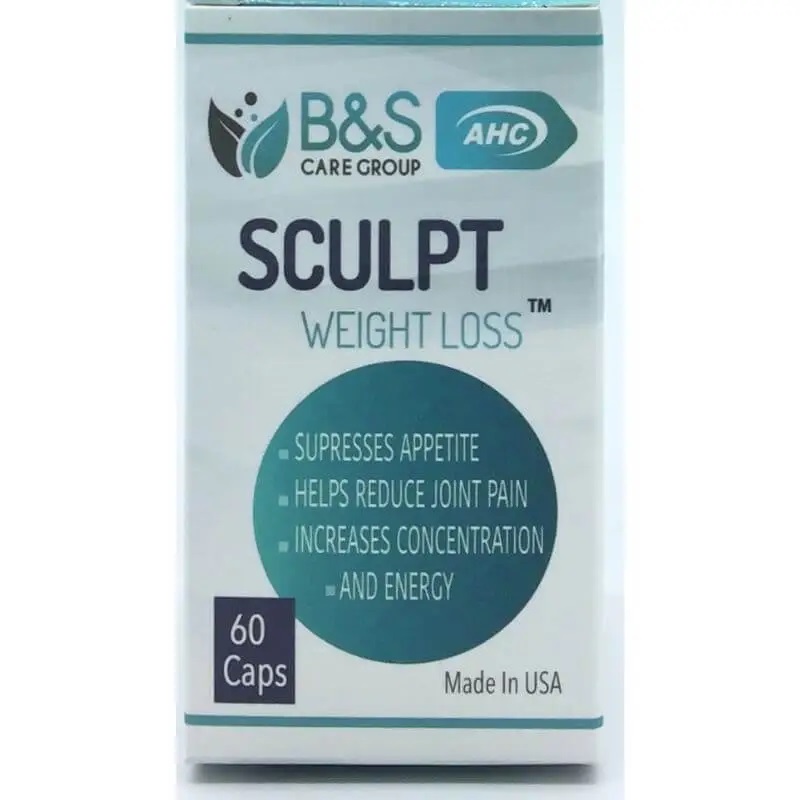 B&S
CARE GROUP
AHC
SCULPT
WEIGHT LOSS™
SUPRESSES APPETITE
HELPS REDUCE JOINT PAIN
INCREASES CONCENTRATION
AND ENERGY
60
Caps
Made In USA